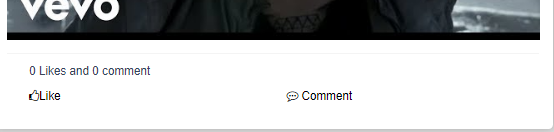 vevo
0 Likes and 0 comment
Like
Comment